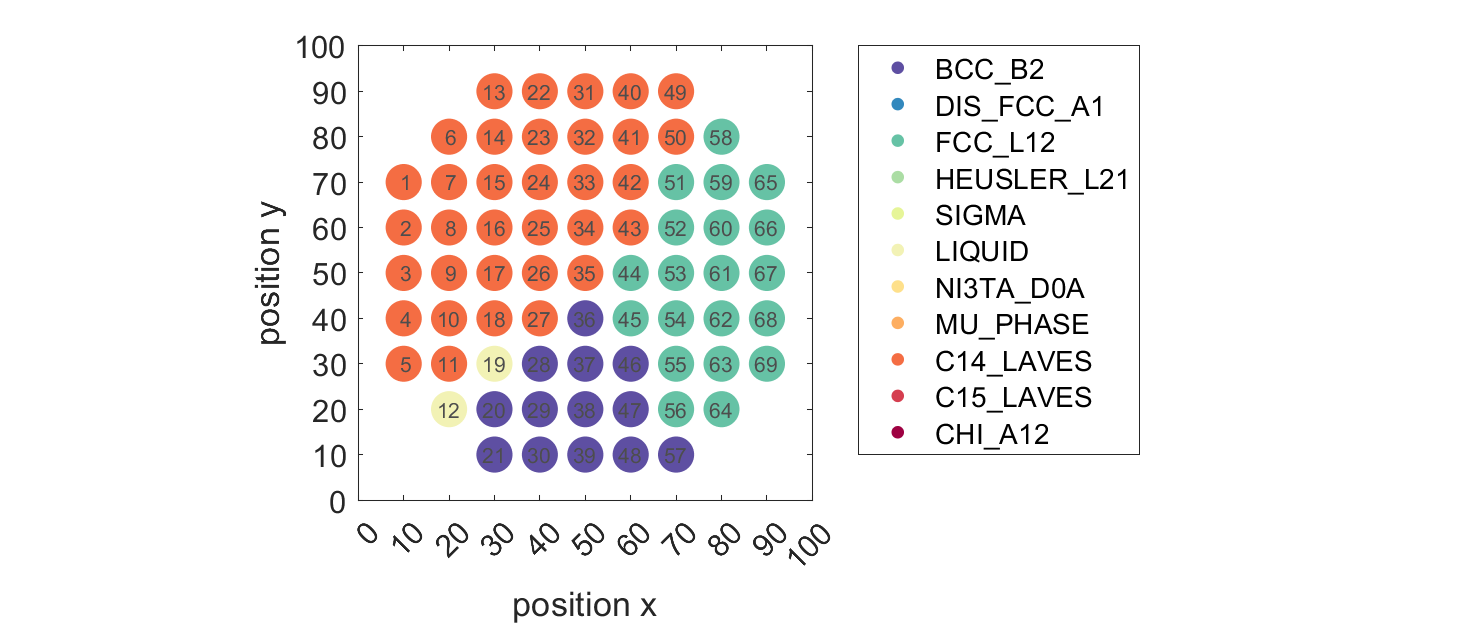 100
90
80
70
60
50
40
30
20
10
0
position y
13 22 31 40 49
6 14 23 32 41 50 58
1 7 15 24 33 42 51 59 65
2 8 16 25 34 43 52 60 66
3 9 17 26 35 44 53 61 67
4 10 18 27 36 45 54 62 68
5 11 19 28 37 46 55 63 69
12 20 29 38 47 56 64
21 30 39 48 57
0 10 20 30 40 50 60 70 80 90 100
position x
BCC_B2
DIS_FCC_A1
FCC_L12
HEUSLER_L21
SIGMA
LIQUID
NI3TA_D0A
MU_PHASE
C14_LAVES
C15_LAVES
CHI_A12